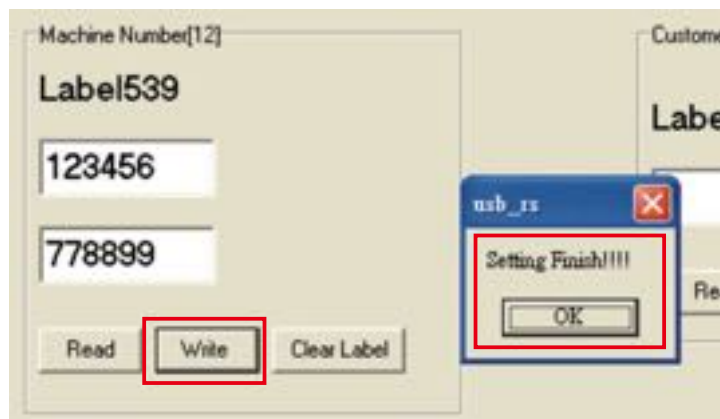 Machine Number[12]
Label539
123456
778899
Read
Write
Clear Label
Custome
Labe
Re
usb_rs
Setting Finish!!!!
OK